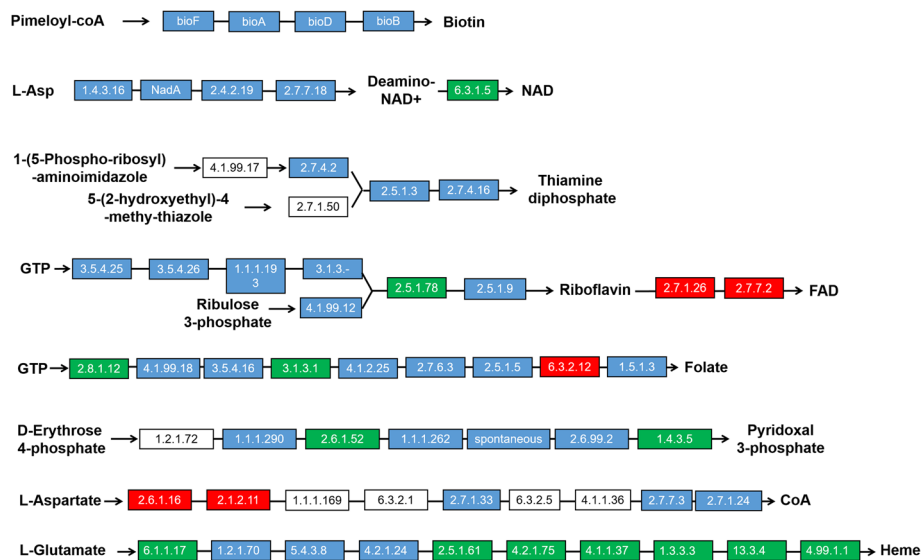 Pimeloyl-coA bioF bioA bioD bioB Biotin
L-Asp 1.4.3.16 NadA 2.4.2.19 2.7.7.18 Deamino-
NAD+ 6.3.1.5 NAD
1-(5-Phospho-ribosyl)
-aminoimidazole 4.1.99.17 2.7.4.2
5-(2-hydroxyethyl)-4
-methy-thiazole 2.7.1.50
2.5.1.3 2.7.4.16 Thiamine
diphosphate
GTP 3.5.4.25 3.5.4.26 1.1.1.19
3 3.1.3.-
Ribulose
3-phosphate 4.1.99.12
2.5.1.78 2.5.1.9 Riboflavin 2.7.1.26 2.7.7.2 FAD
GTP 2.8.1.12 4.1.99.18 3.5.4.16 3.1.3.1 4.1.2.25 2.7.6.3 2.5.1.5 6.3.2.12 1.5.1.3 Folate
D-Erythrose
4-phosphate 1.2.1.72 1.1.1.290 2.6.1.52 1.1.1.262 spontaneous 2.6.99.2 1.4.3.5 Pyridoxal
3-phosphate
L-Aspartate 2.6.1.16 2.1.2.11 1.1.1.169 6.3.2.1 2.7.1.33 6.3.2.5 4.1.1.36 2.7.7.3 2.7.1.24 CoA
L-Glutamate 6.1.1.17 1.2.1.70 5.4.3.8 4.2.1.24 2.5.1.61 4.2.1.75 4.1.1.37 1.3.3.3 13.3.4 4.99.1.1 Heme